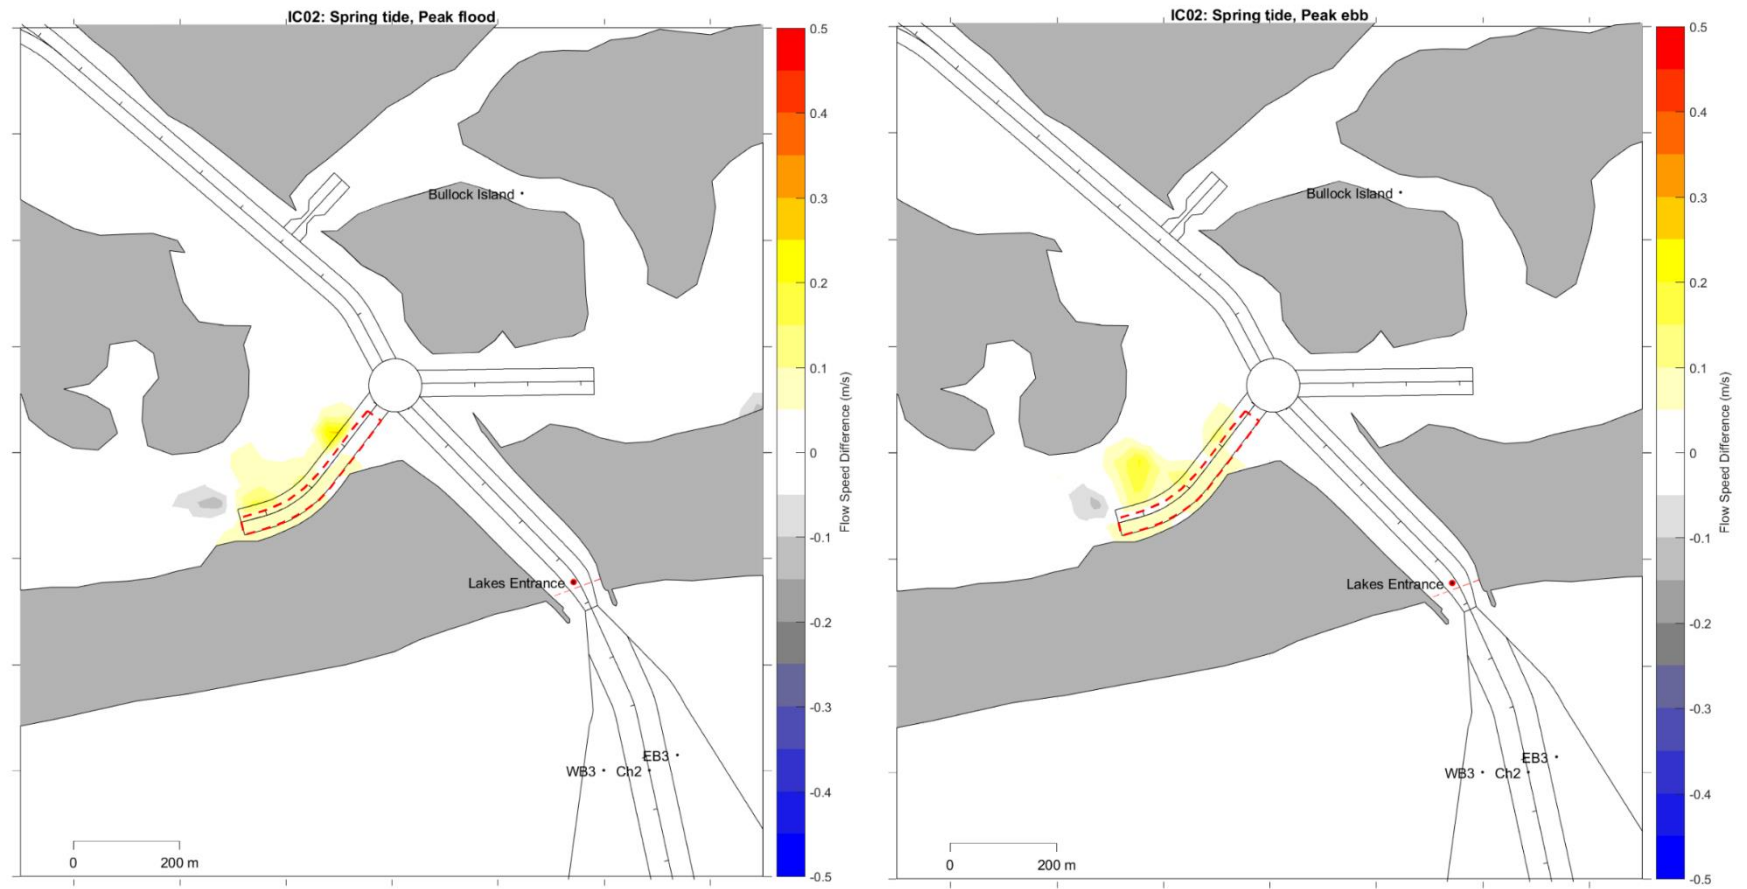 IC02: Spring tide, Peak flood
0.5
0.4
0.3
0.2
0.1
0
-0.1
-0.2
-0.3
-0.4
-0.5
Flow Speed Difference (m/s)
Bullock Island
Lakes Entrance
EB3
WB3
Ch2
0
200 m
IC02: Spring tide, Peak ebb
0.5
0.4
0.3
0.2
0.1
0
-0.1
-0.2
-0.3
-0.4
-0.5
Flow Speed Difference (m/s)
Bullock Island
Lakes Entrance
EB3
WB3
Ch2
0
200 m